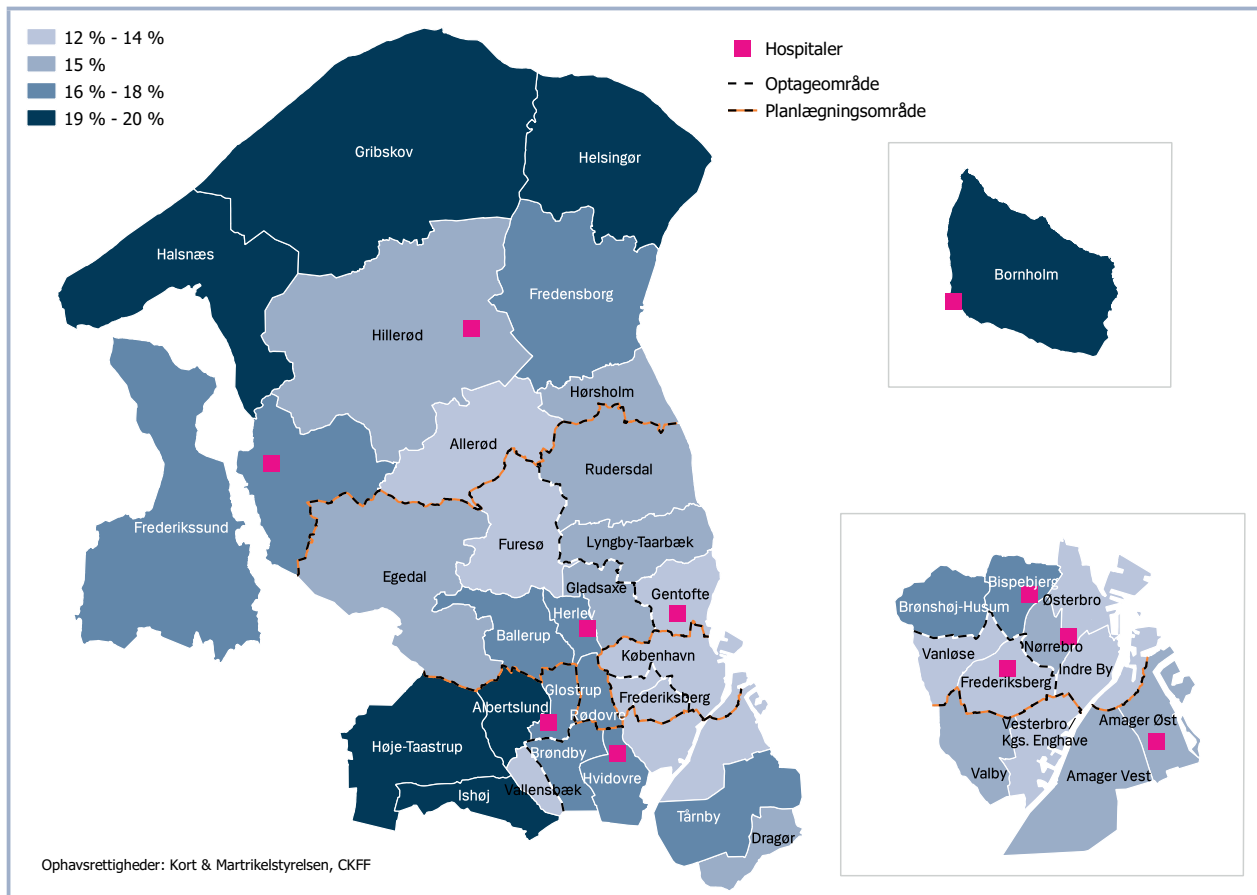 12 % - 14 %
15 %
16 % - 18 %
19 % - 20 %
Hospitaler
Optageområde
Planlægningsområde
Gribskov
Helsingør
Halsnæs
Hillerød
Fredensborg
Hørsholm
Allerød
Rudersdal
Frederikssund
Furesø
Lyngby-Taarbæk
Egedal
Gladsaxe
Gentofte
Herlev
Ballerup
København
Glostrup
Frederiksberg
Albertslund
Rødovre
Høje-Taastrup
Brøndby
Hvidovre
Vallensbæk
Ishøj
Tårnby
Dragør
Bornholm
Bispebjerg
Brønshøj-Husum
Østerbro
Vanløse
Nørrebro
Indre By
Frederiksberg
Vesterbro/
Kgs. Enghave
Amager Øst
Valby
Amager Vest
Ophavsrettigheder: Kort & Martrikelstyrelsen, CKFF